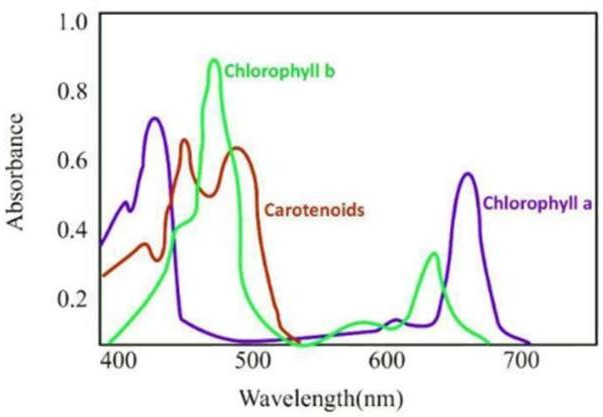 1.0
0.8
0.6
0.4
0.2
Absorbance
Chlorophyll b
Carotenoids
Chlorophyll a
400 500 600 700
Wavelength(nm)